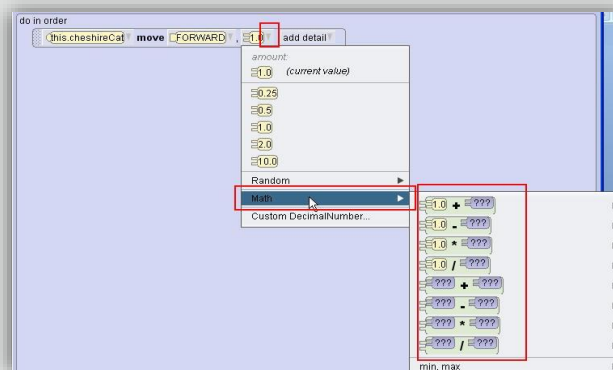 do in order
this.cheshireCat move FORWARD , 1.0 add detail
amount:
1.0 (current value)
0.25
0.5
1.0
2.0
10.0
Random
Math
Custom DecimalNumber...
1.0 + ???
1.0 - ???
1.0 * ???
1.0 / ???
??? + ???
??? - ???
??? * ???
??? / ???
min, max